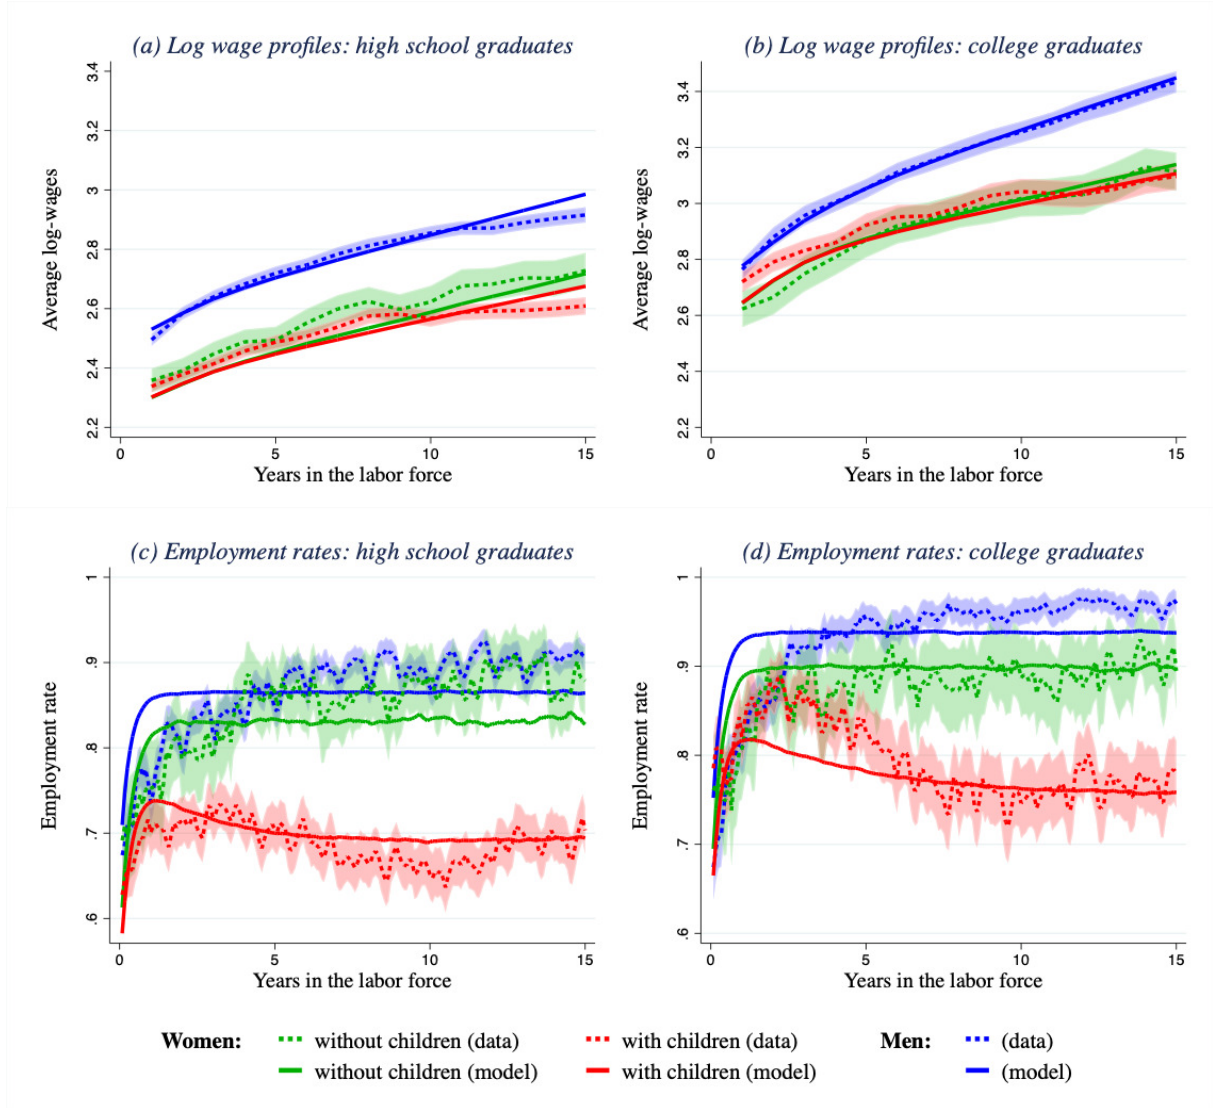 (a) Log wage profiles: high school graduates
Average log-wages
3.4
3.2
3
2.8
2.6
2.4
2.2
0 5 10 15
Years in the labor force
(b) Log wage profiles: college graduates
Average log-wages
3.4
3.2
3
2.8
2.6
2.4
2.2
0 5 10 15
Years in the labor force
(c) Employment rates: high school graduates
Employment rate
1
.9
.8
.7
.6
0 5 10 15
Years in the labor force
(d) Employment rates: college graduates
Employment rate
1
.9
.8
.7
.6
0 5 10 15
Years in the labor force
Women: without children (data) with children (data) Men: (data)
without children (model) with children (model) (model)